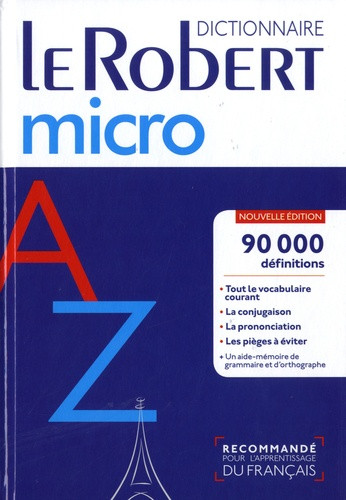 DICTIONNAIRE
LE ROBERT
micro
A
Z
NOUVELLE ÉDITION
90 000
définitions
• Tout le vocabulaire
courant
• La conjugaison
• La prononciation
• Les pièges à éviter
+ Un aide-mémoire de
grammaire et d'orthographe
RECOMMANDÉ
POUR L'APPRENTISSAGE
DU FRANÇAIS